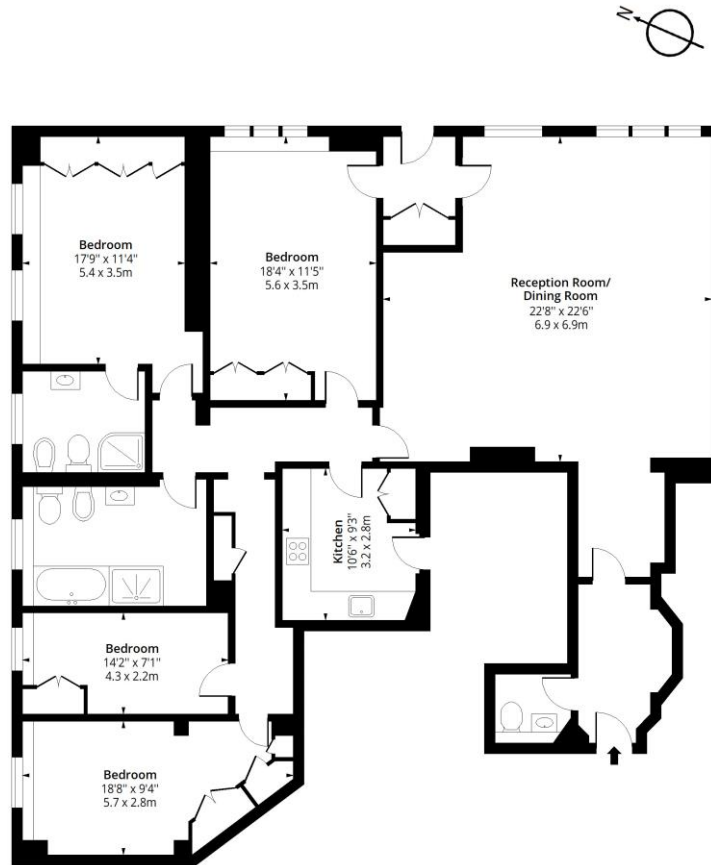 N
Bedroom
17'9" x 11'4"
5.4 x 3.5m
Bedroom
18'4" x 11'5"
5.6 x 3.5m
Reception Room/
Dining Room
22'8" x 22'6"
6.9 x 6.9m
Kitchen
10'6" x 9'3"
3.2 x 2.8m
Bedroom
14'2" x 7'1"
4.3 x 2.2m
Bedroom
18'8" x 9'4"
5.7 x 2.8m